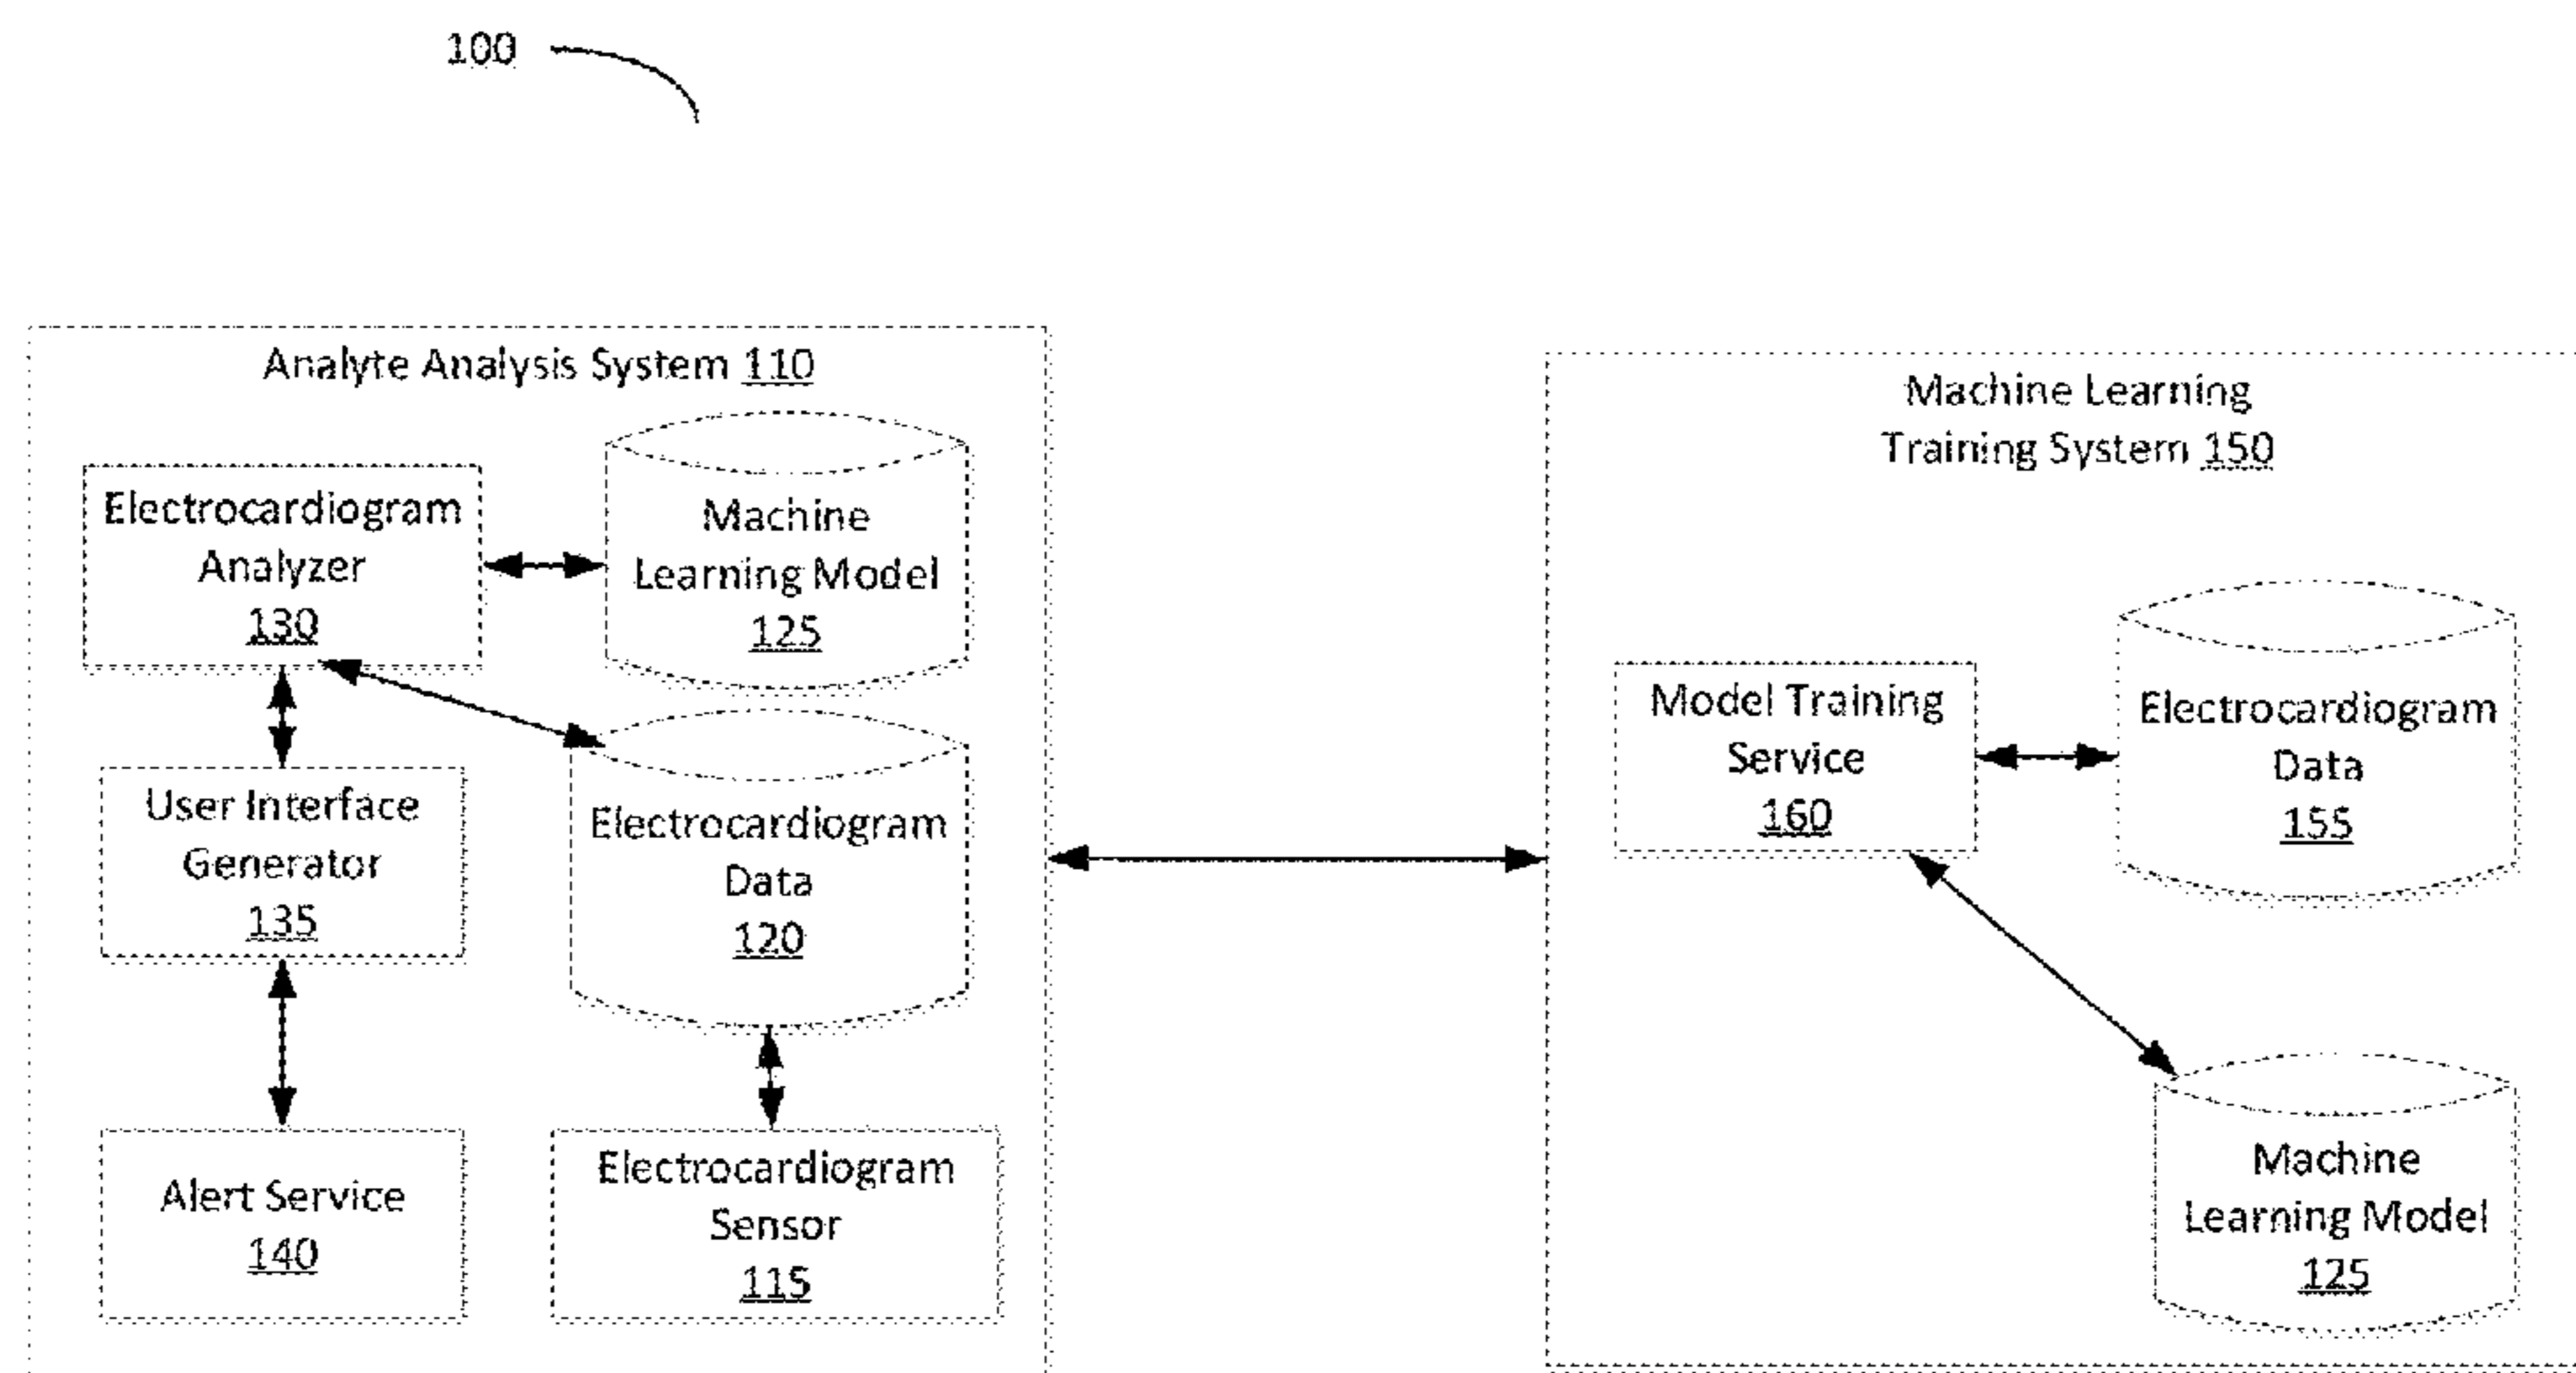 100
Analyte Analysis System 110
Electrocardiogram
Analyzer
130
Machine
Learning Model
125
User Interface
Generator
135
Electrocardiogram
Data
120
Alert Service
140
Electrocardiogram
Sensor
115
Machine Learning
Training System 150
Model Training
Service
160
Electrocardiogram
Data
155
Machine
Learning Model
125